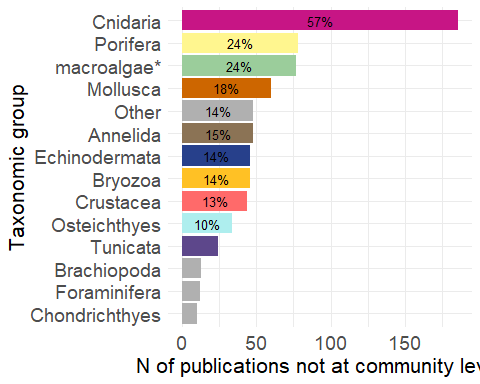 Cnidaria 57%
Porifera 24%
macroalgae* 24%
Mollusca 18%
Other 14%
Annelida 15%
Echinodermata 14%
Bryozoa 14%
Crustacea 13%
Osteichthyes 10%
Tunicata
Brachiopoda
Foraminifera
Chondrichthyes
Taxonomic group
0 50 100 150
N of publications not at community lev